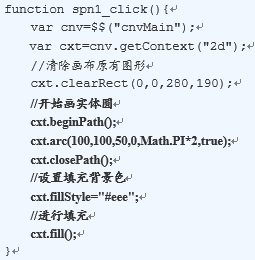 function spn1_click(){
var cnv=$$("cnvMain");
var cxt=cnv.getContext("2d");
//清除画布原有图形
cxt.clearRect(0,0,280,190);
//开始画实体圆
cxt.beginPath();
cxt.arc(100,100,50,0,Math.PI*2,true);
cxt.closePath();
//设置填充背景色
cxt.fillStyle="#eee";
//进行填充
cxt.fill();
}